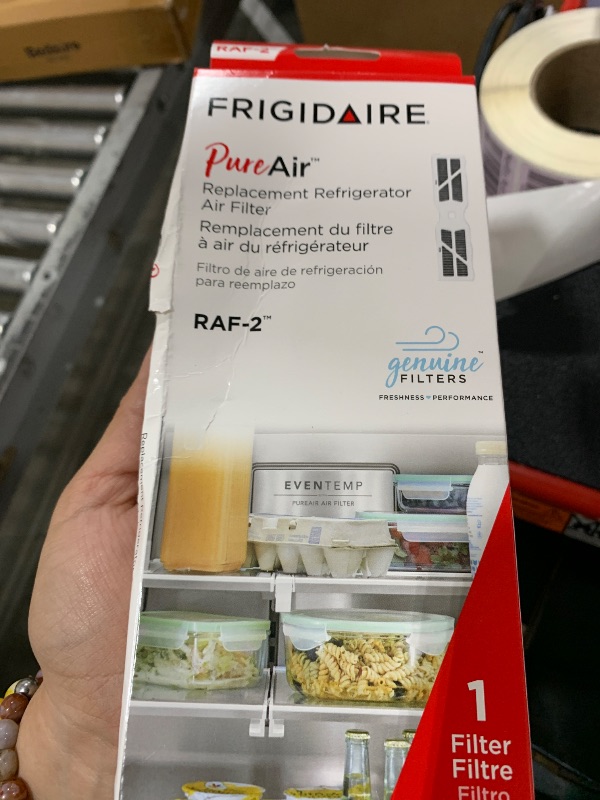 RAF-2
FRIGIDAIRE
PureAir™
Replacement Refrigerator
Air Filter
Remplacement du filtre
à air du réfrigérateur
Filtro de aire de refrigeración
para reemplazo
RAF-2™
genuine™
FILTERS
FRESHNESS + PERFORMANCE
EVENTEMP
PUREAIR AIR FILTER
1
Filter
Filtre
Filtro